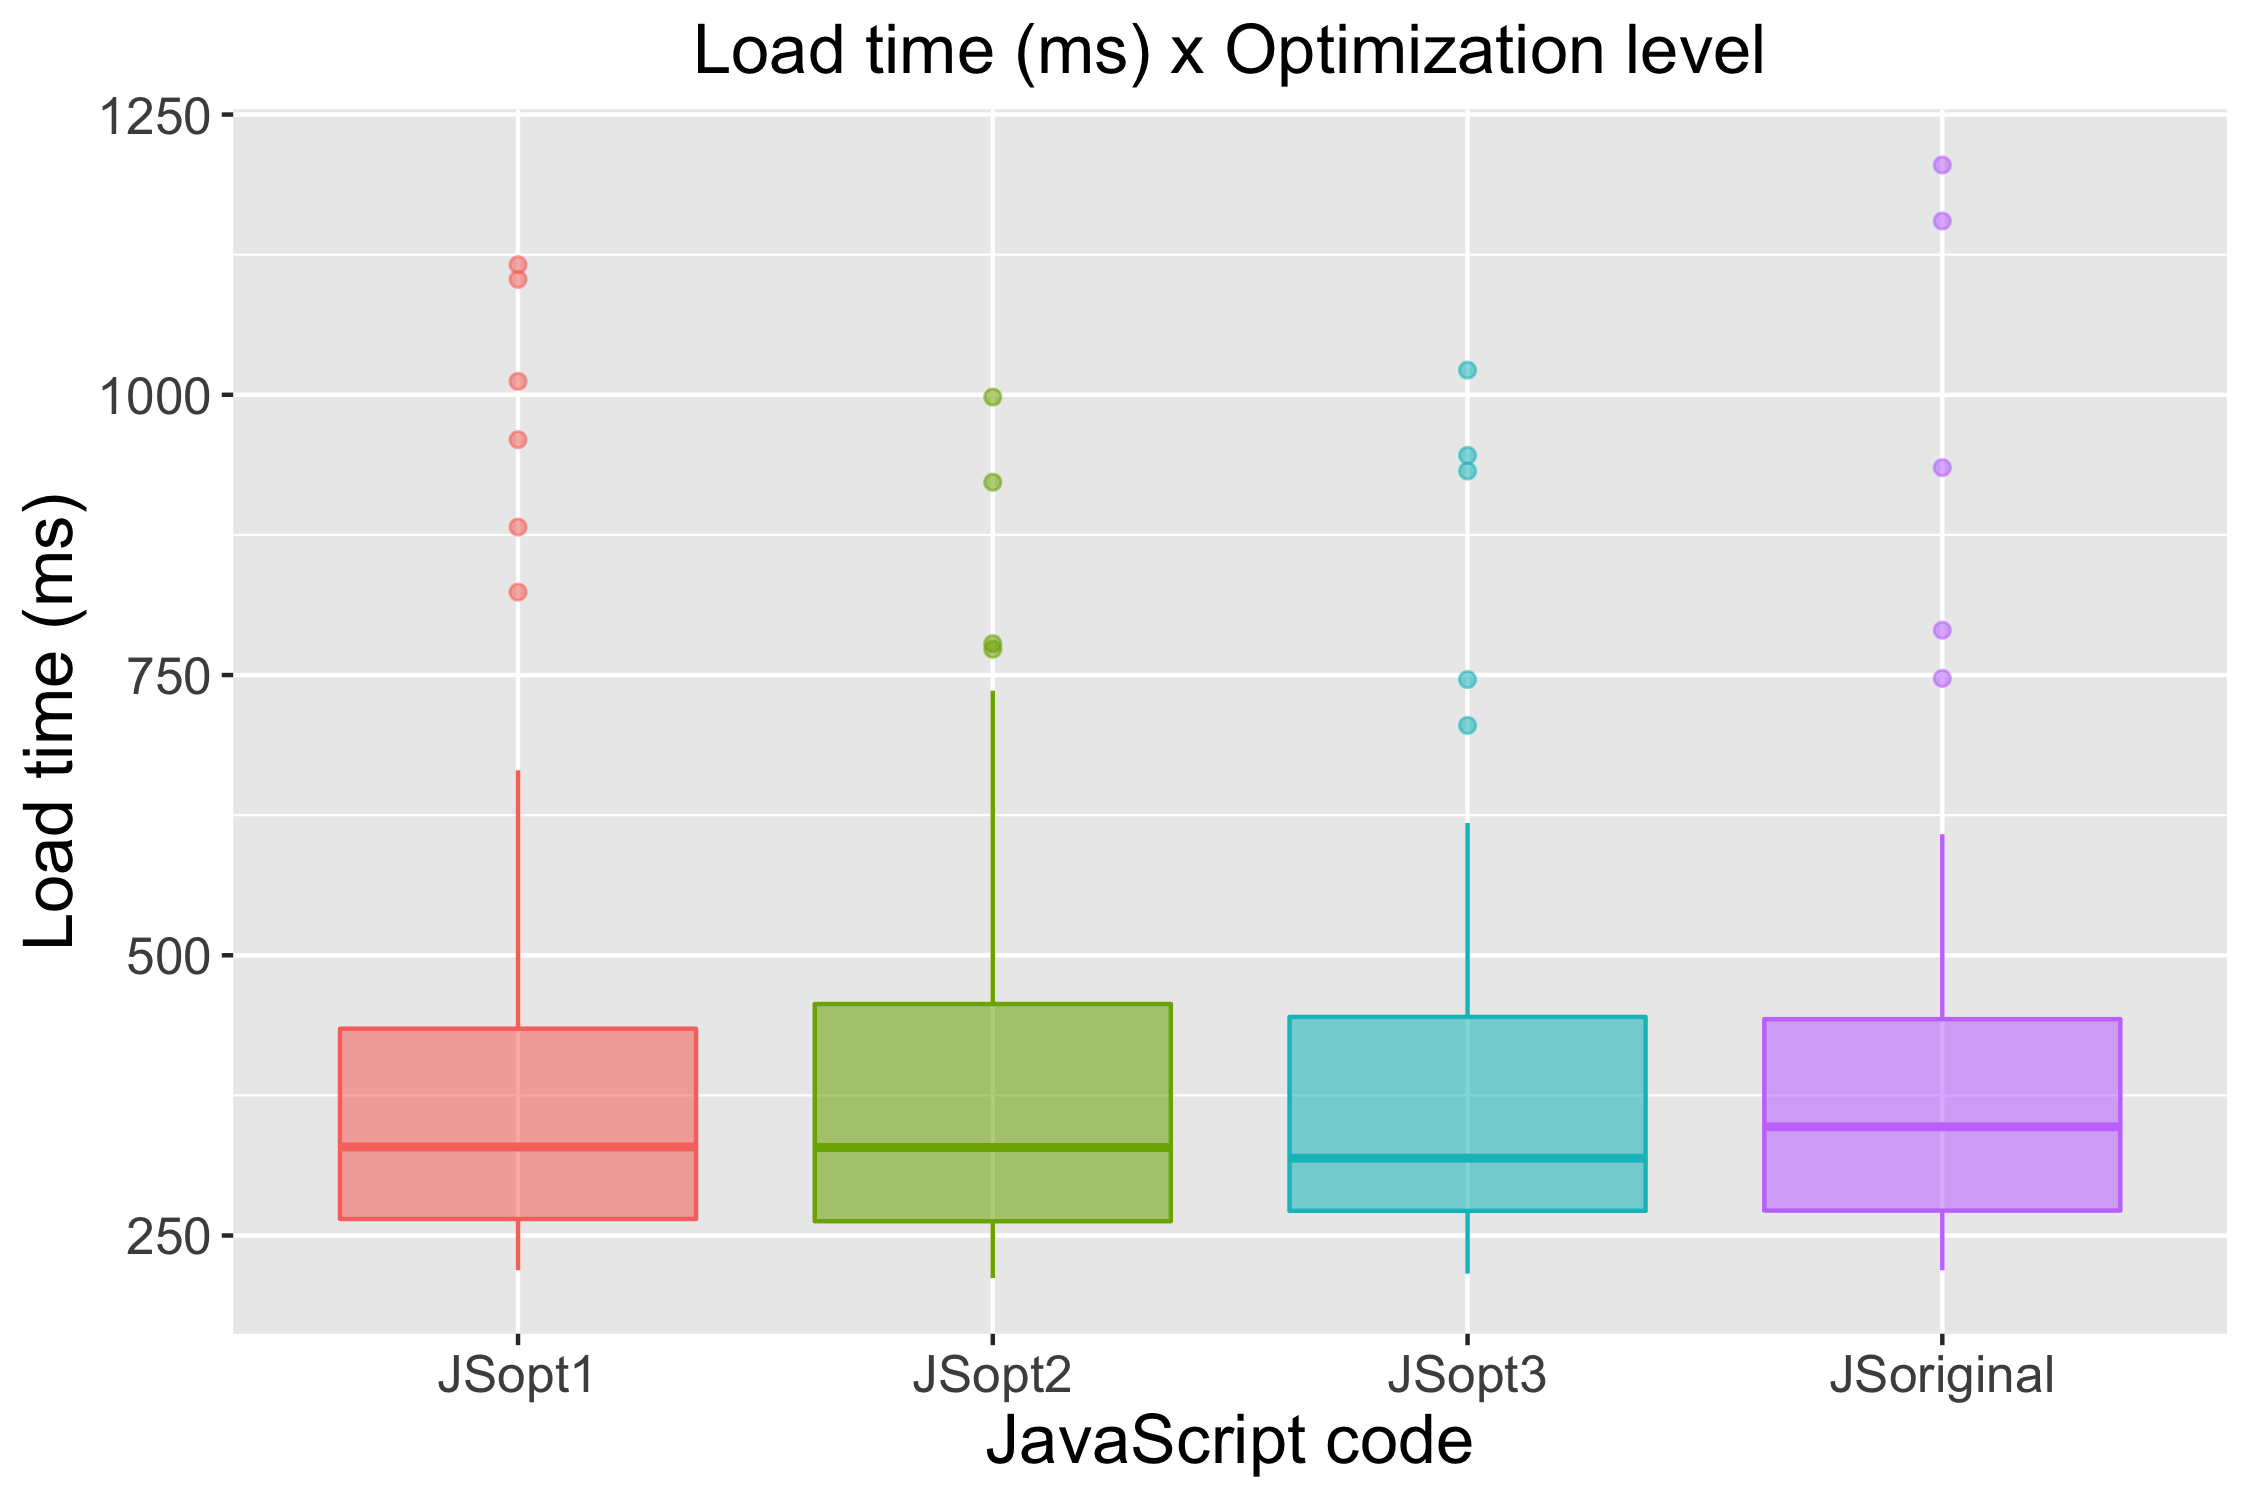 Load time (ms) x Optimization level
Load time (ms)
1250
1000
750
500
250
JSopt1
JSopt2
JSopt3
JSoriginal
JavaScript code